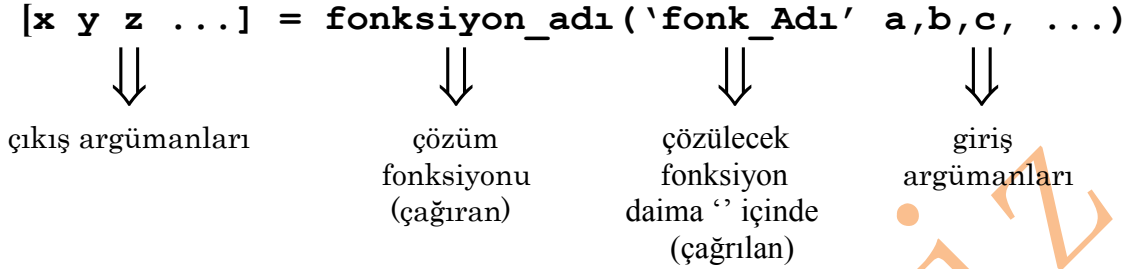 [x y z ...] = fonksiyon_adı(‘fonk_Adı’ a,b,c, ...)
çıkış argümanları
çözüm
fonksiyonu
(çağıran)
çözülecek
fonksiyon
daima ‘’ içinde
(çağrılan)
giriş
argümanları